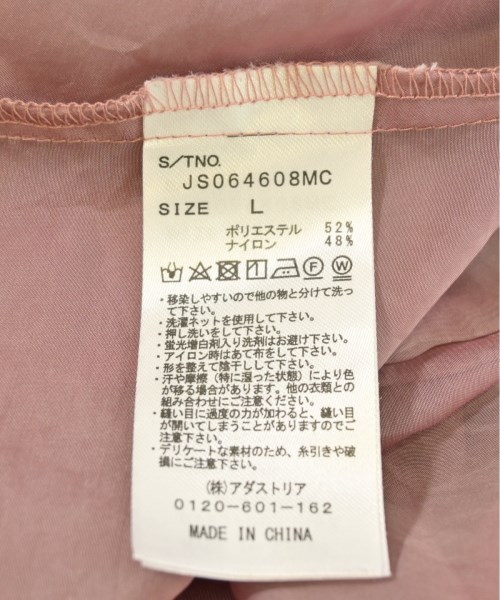 S/TNO.
JS064608MC
SIZE L
ポリエステル 52%
ナイロン 48%
F W
・移染しやすいので他の物と分けて洗っ
て下さい。
・洗濯ネットを使用して下さい。
・押し洗いをして下さい。
・蛍光増白剤入り洗剤はお避け下さい。
・アイロン時はあて布をして下さい。
・形を整えて陰干しして下さい。
・汗や摩擦（特に湿った状態）により色
が移る場合があります。他の衣類との
組み合わせにご注意ください。
・縫い目に過度の力が加わると、縫い目
が開いてしまうことがありますのでご
注意ください。
・デリケートな素材のため、糸引きや破
損にご注意ください。
（株）アダストリア
0120-601-162
MADE IN CHINA